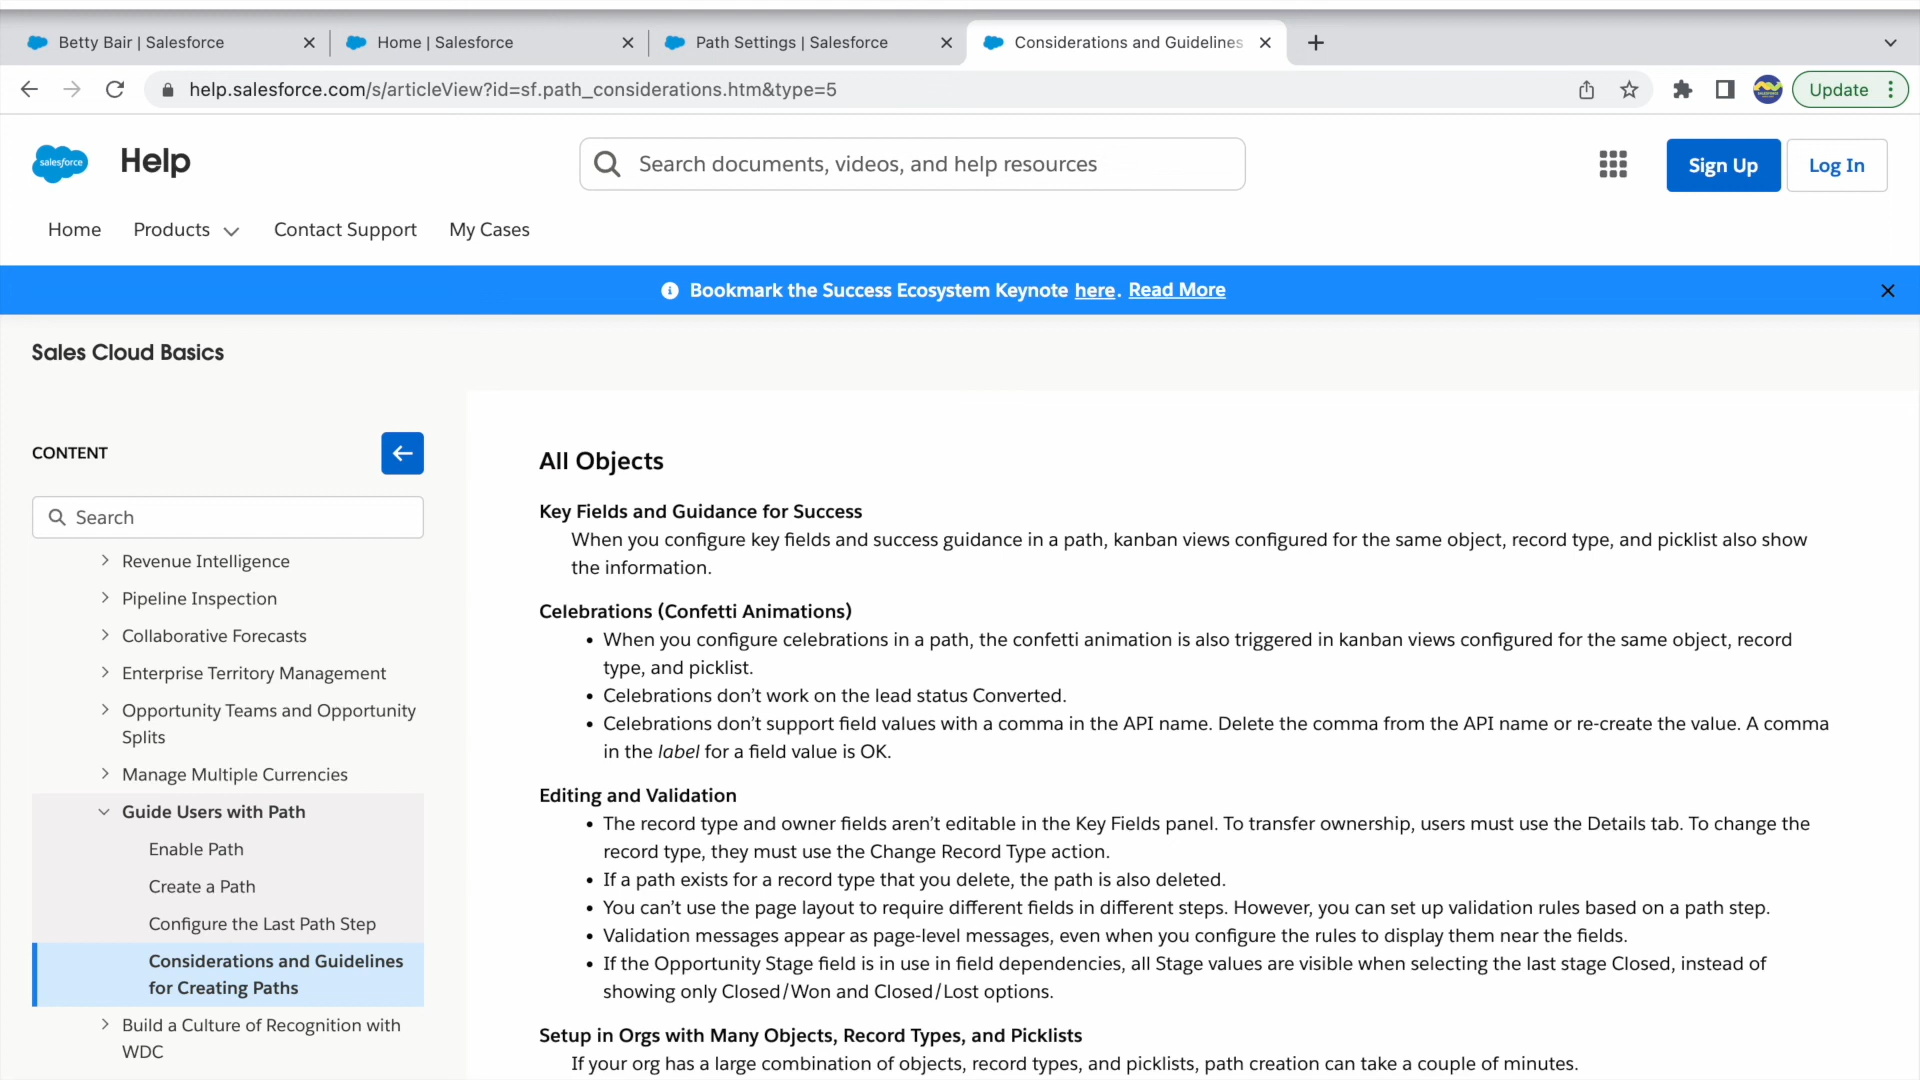 Betty Bair | Salesforce
Home | Salesforce
Path Settings | Salesforce
Considerations and Guidelines
help.salesforce.com/s/articleView?id=sf.path_considerations.htm&type=5
Update
salesforce
Help
Search documents, videos, and help resources
Sign Up
Log In
Home
Products
Contact Support
My Cases
Bookmark the Success Ecosystem Keynote here. Read More
Sales Cloud Basics
CONTENT
Search
Revenue Intelligence
Pipeline Inspection
Collaborative Forecasts
Enterprise Territory Management
Opportunity Teams and Opportunity
Splits
Manage Multiple Currencies
Guide Users with Path
Enable Path
Create a Path
Configure the Last Path Step
Considerations and Guidelines
for Creating Paths
Build a Culture of Recognition with
WDC
All Objects
Key Fields and Guidance for Success
When you configure key fields and success guidance in a path, kanban views configured for the same object, record type, and picklist also show
the information.
Celebrations (Confetti Animations)
• When you configure celebrations in a path, the confetti animation is also triggered in kanban views configured for the same object, record
type, and picklist.
• Celebrations don’t work on the lead status Converted.
• Celebrations don’t support field values with a comma in the API name. Delete the comma from the API name or re-create the value. A comma
in the label for a field value is OK.
Editing and Validation
• The record type and owner fields aren’t editable in the Key Fields panel. To transfer ownership, users must use the Details tab. To change the
record type, they must use the Change Record Type action.
• If a path exists for a record type that you delete, the path is also deleted.
• You can’t use the page layout to require different fields in different steps. However, you can set up validation rules based on a path step.
• Validation messages appear as page-level messages, even when you configure the rules to display them near the fields.
• If the Opportunity Stage field is in use in field dependencies, all Stage values are visible when selecting the last stage Closed, instead of
showing only Closed/Won and Closed/Lost options.
Setup in Orgs with Many Objects, Record Types, and Picklists
If your org has a large combination of objects, record types, and picklists, path creation can take a couple of minutes.